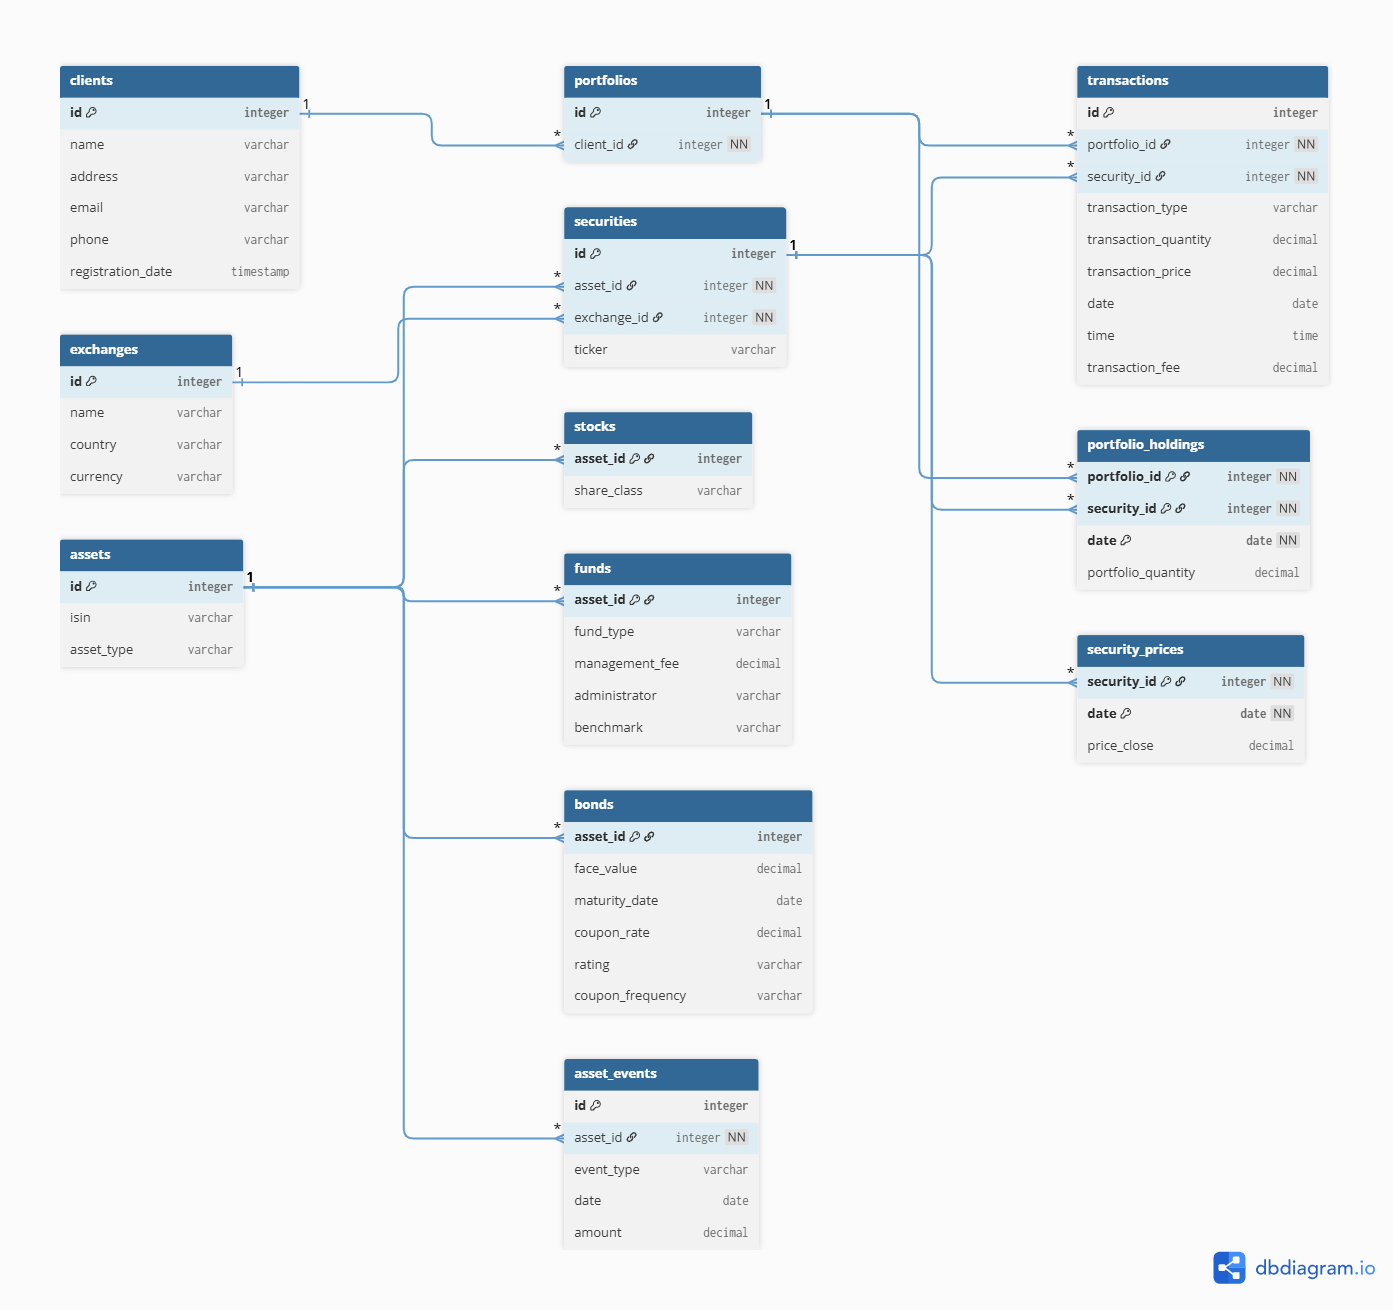 clients
id integer
name varchar
address varchar
email varchar
phone varchar
registration_date timestamp
1
exchanges
id integer
name varchar
country varchar
currency varchar
1
assets
id integer
isin varchar
asset_type varchar
1
portfolios
id integer
client_id integer NN
1
*
securities
id integer
asset_id integer NN
exchange_id integer NN
ticker varchar
1
*
*
stocks
asset_id integer
share_class varchar
*
funds
asset_id integer
fund_type varchar
management_fee decimal
administrator varchar
benchmark varchar
*
bonds
asset_id integer
face_value decimal
maturity_date date
coupon_rate decimal
rating varchar
coupon_frequency varchar
*
asset_events
id integer
asset_id integer NN
event_type varchar
date date
amount decimal
*
transactions
id integer
portfolio_id integer NN
security_id integer NN
transaction_type varchar
transaction_quantity decimal
transaction_price decimal
date date
time time
transaction_fee decimal
*
*
portfolio_holdings
portfolio_id integer NN
security_id integer NN
date date NN
portfolio_quantity decimal
*
*
security_prices
security_id integer NN
date date NN
price_close decimal
*
dbdiagram.io